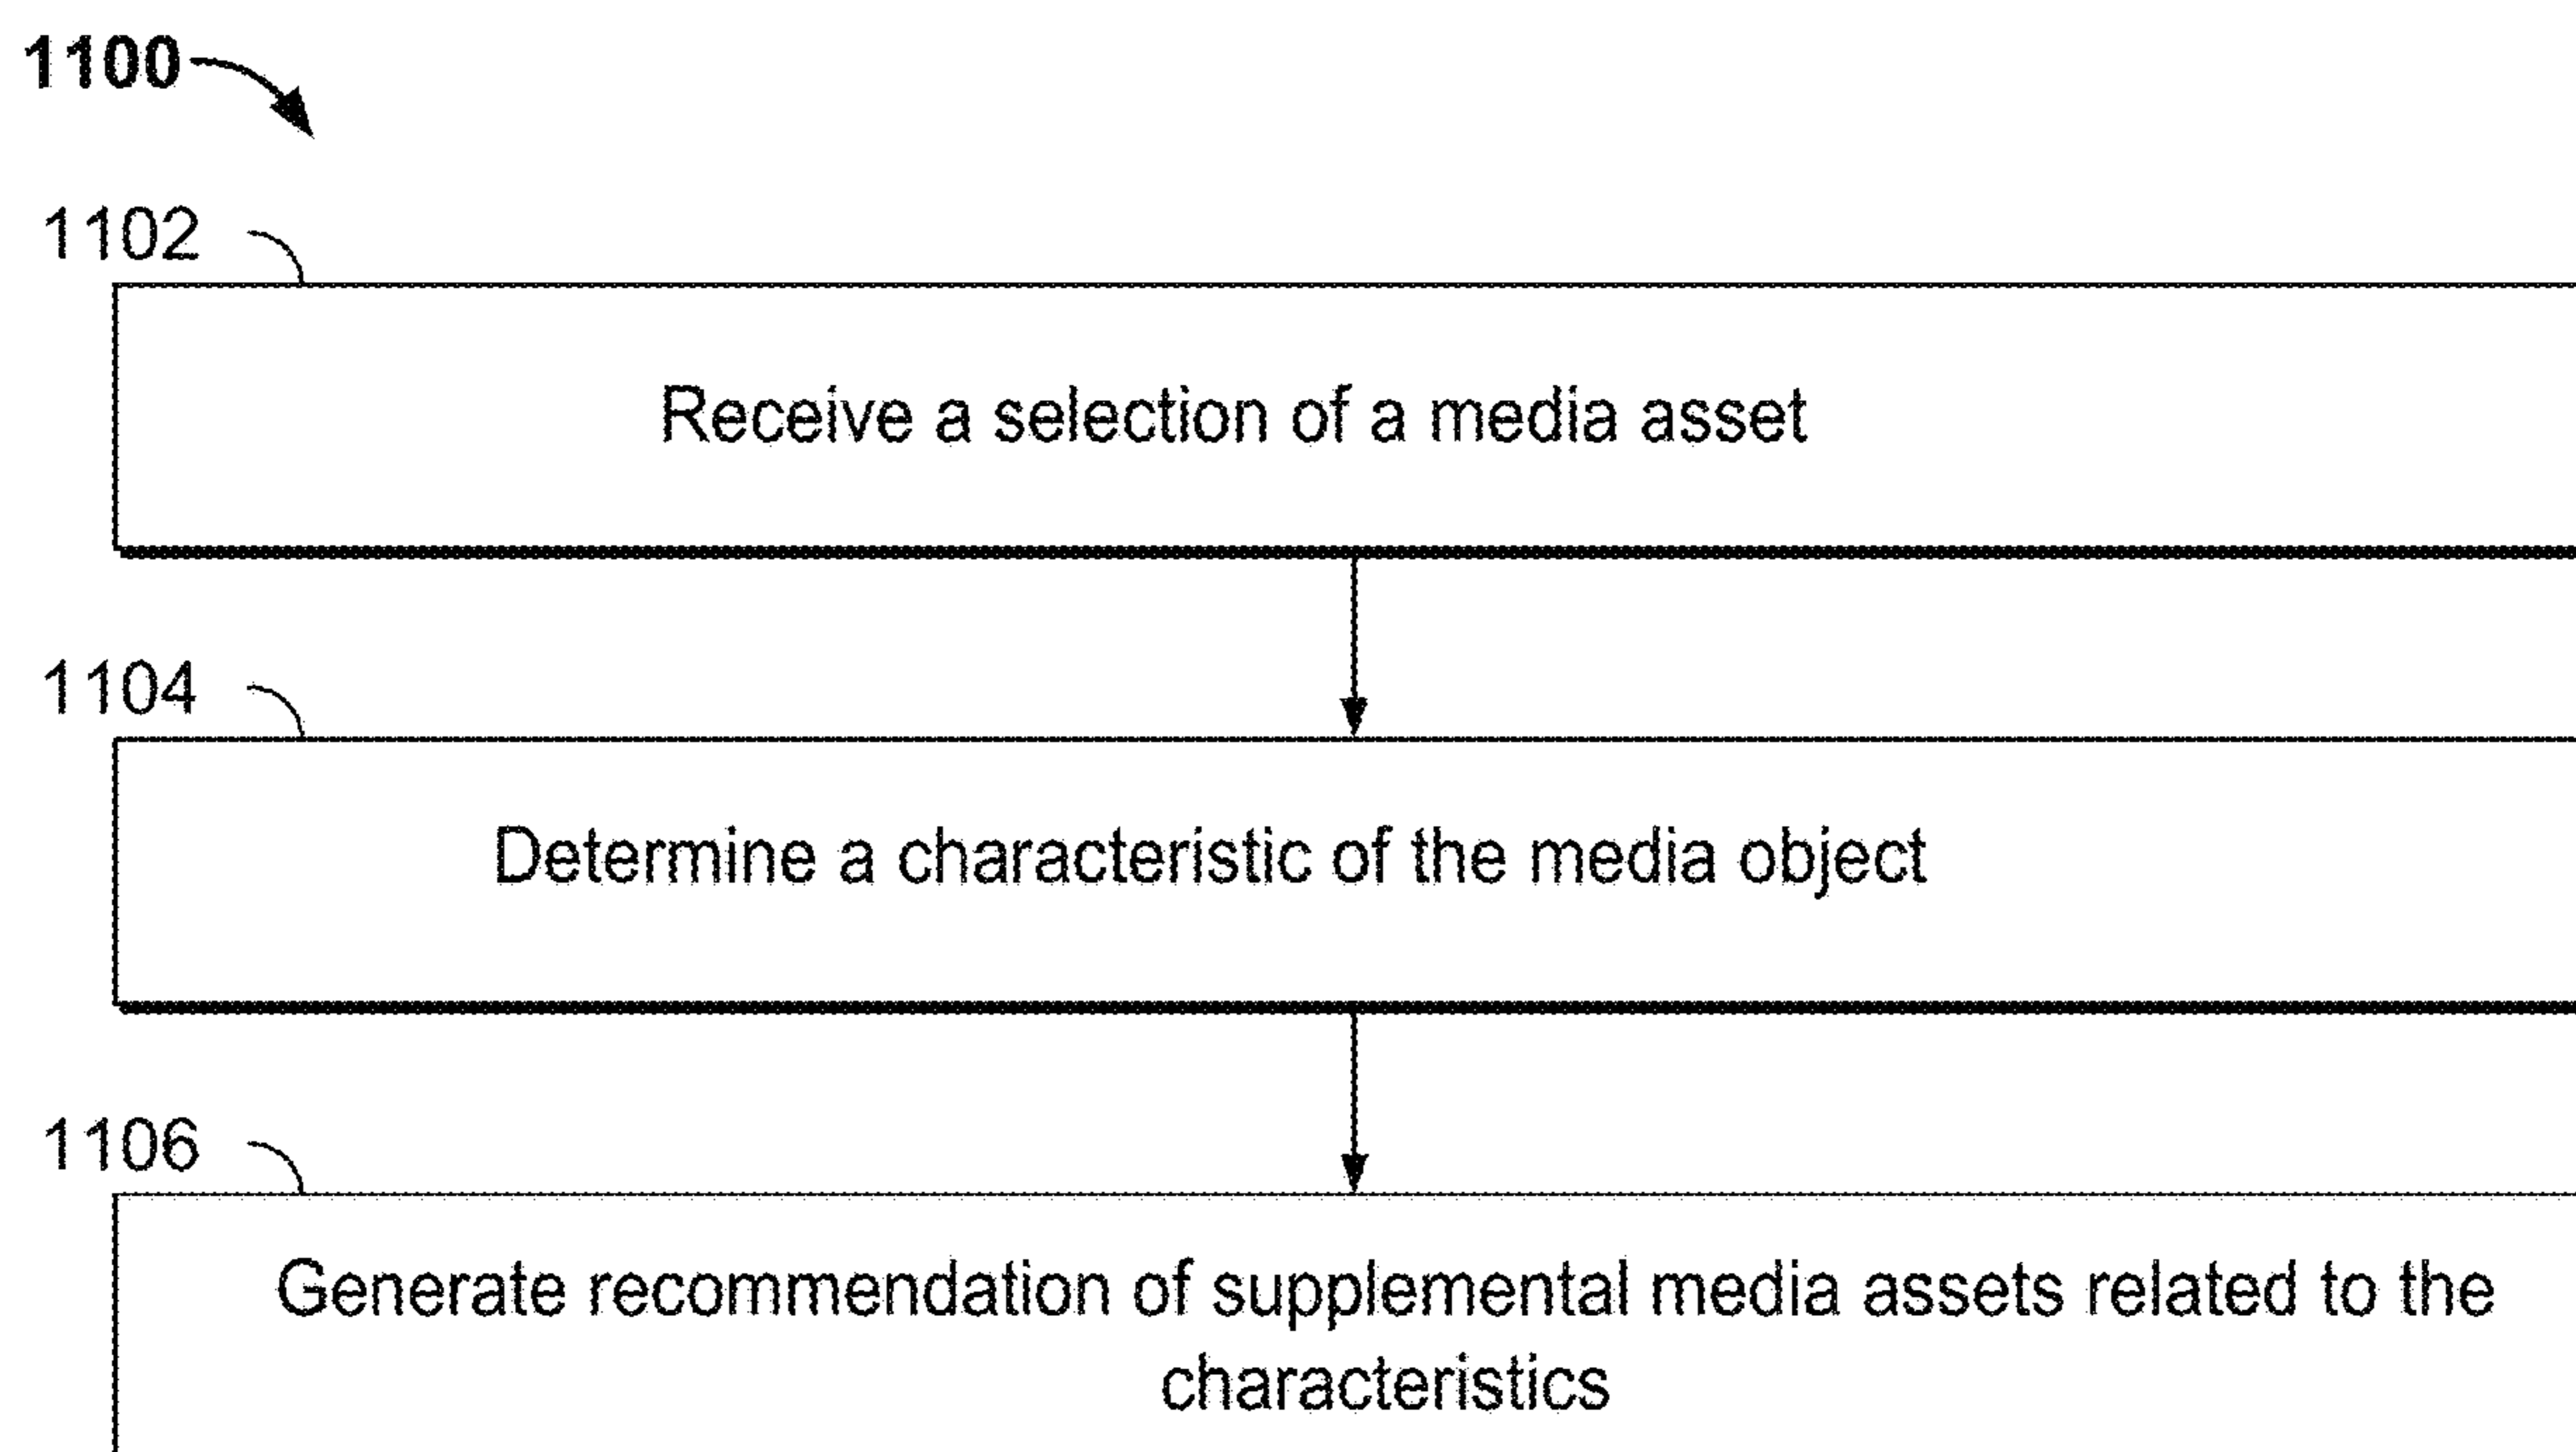 1100
1102
Receive a selection of a media asset
1104
Determine a characteristic of the media object
1106
Generate recommendation of supplemental media assets related to the
characteristics